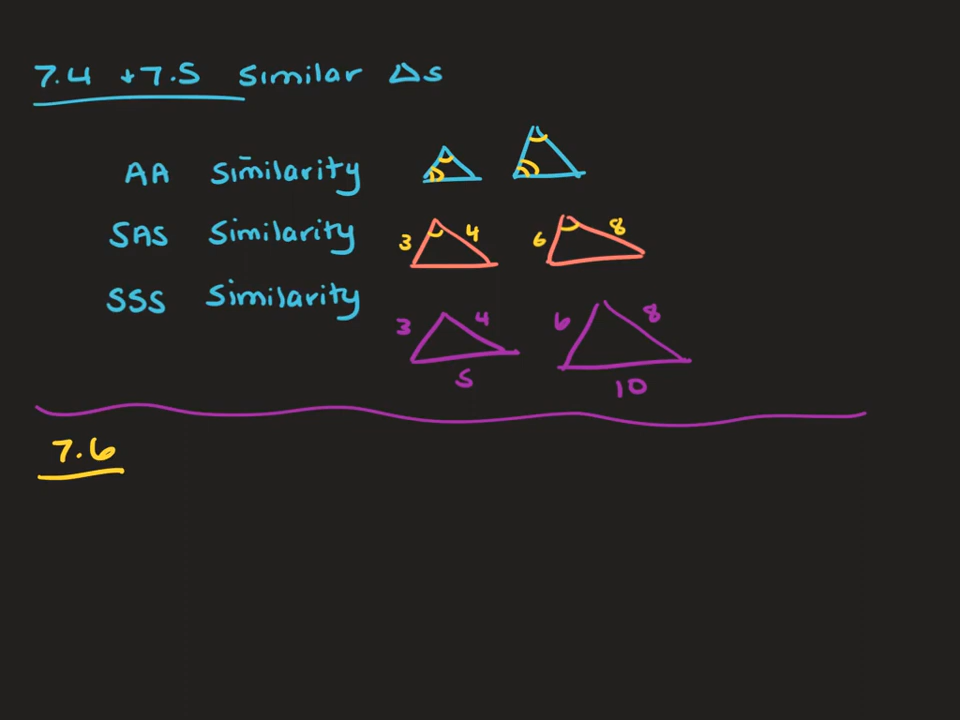 7.4 + 7.5 Similar Δs
AA Similarity
SAS Similarity
3 4 6 8
SSS Similarity
3 4 6 8
5 10
7.6